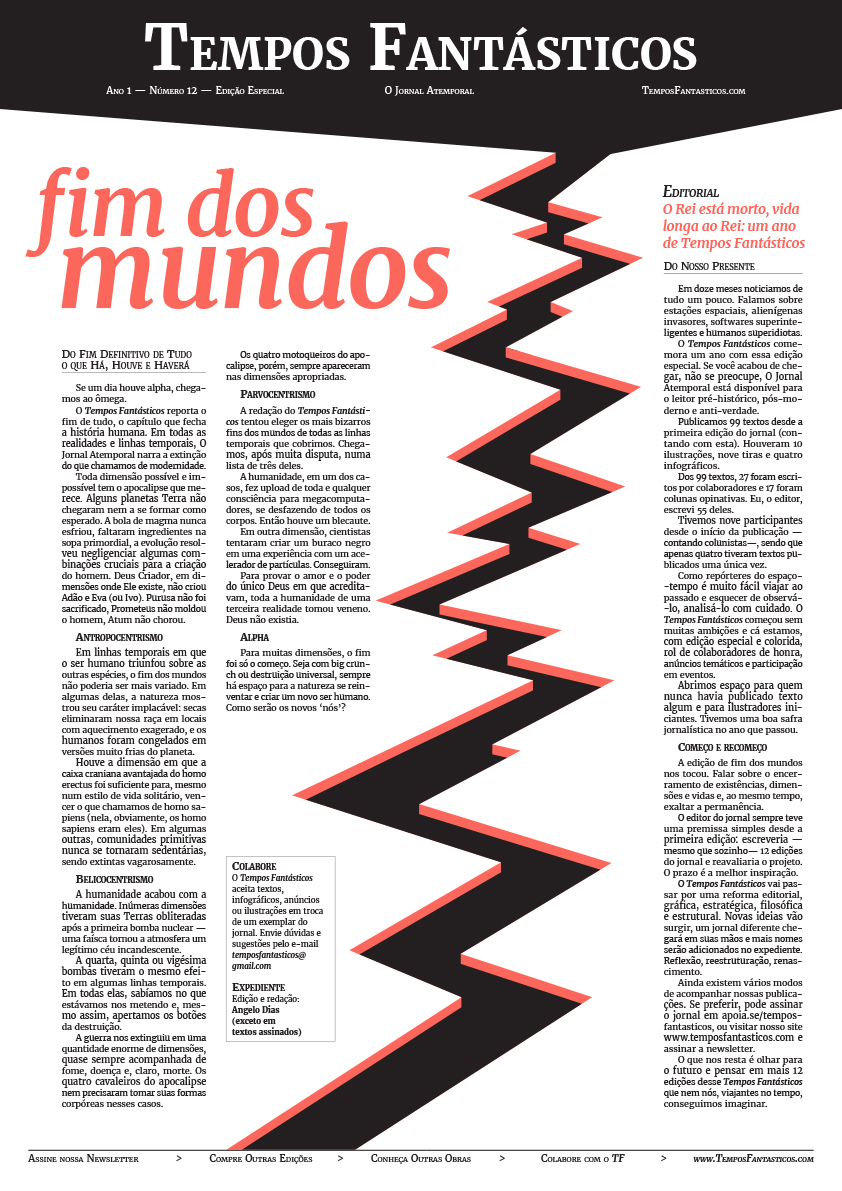 Tempos Fantásticos
Ano 1 — Número 12 — Edição Especial
O Jornal Atemporal
TemposFantasticos.com
fim dos
mundos
Do Fim Definitivo de Tudo
o que Há, Houve e Haverá
Se um dia houve alpha, chega-
mos ao ômega.
O Tempos Fantásticos reporta o
fim de tudo, o capítulo que fecha
a história humana. Em todas as
realidades e linhas temporais, O
Jornal Atemporal narra a extinção
do que chamamos de modernidade.
Toda dimensão possível e im-
possível tem o apocalipse que me-
rece. Alguns planetas Terra não
chegaram nem a se formar como
esperado. A bola de magma nunca
esfriou, faltaram ingredientes na
sopa primordial, a evolução resol-
veu negligenciar algumas com-
binações cruciais para a criação
do homem. Deus Criador, em di-
mensões onde Ele existe, não criou
Adão e Eva (ou Ivo). Purusa não foi
sacrificado, Prometeus não moldou
o homem, Atum não chorou.
Antropocentrismo
Em linhas temporais em que
o ser humano triunfou sobre as
outras espécies, o fim dos mundos
não poderia ser mais variado. Em
algumas delas, a natureza mos-
trou seu caráter implacável: secas
eliminaram nossa raça em locais
com aquecimento exagerado, e os
humanos foram congelados em
versões muito frias do planeta.
Houve a dimensão em que a
caixa craniana avantajada do homo
erectus foi suficiente para, mesmo
num estilo de vida solitário, ven-
cer o que chamamos de homo sa-
piens (nela, obviamente, os homo
sapiens eram eles). Em algumas
outras, comunidades primitivas
nunca se tornaram sedentárias,
sendo extintas vagarosamente.
Belicocentrismo
A humanidade acabou com a
humanidade. Inúmeras dimensões
tiveram suas Terras obliteradas
após a primeira bomba nuclear —
uma faísca tornou a atmosfera um
legítimo céu incandescente.
A quarta, quinta ou vigésima
bombas tiveram o mesmo efei-
to em algumas linhas temporais.
Em todas elas, sabíamos no que
estávamos nos metendo e, mes-
mo assim, apertamos os botões
da destruição.
A guerra nos extinguiu em uma
quantidade enorme de dimensões,
quase sempre acompanhada de
fome, doença e, claro, morte. Os
quatro cavaleiros do apocalipse
nem precisaram tomar suas formas
corpóreas nesses casos.
Os quatro motoqueiros do apo-
calipse, porém, sempre apareceram
nas dimensões apropriadas.
Parvocentrismo
A redação do Tempos Fantásti-
cos tentou eleger os mais bizarros
fins dos mundos de todas as linhas
temporais que cobrimos. Chega-
mos, após muita disputa, numa
lista de três deles.
A humanidade, em um dos ca-
sos, fez upload de toda e qualquer
consciência para megacomputa-
dores, se desfazendo de todos os
corpos. Então houve um blecaute.
Em outra dimensão, cientistas
tentaram criar um buraco negro
em uma experiência com um ace-
lerador de partículas. Conseguiram.
Para provar o amor e o poder
do único Deus em que acredita-
vam, toda a humanidade de uma
terceira realidade tomou veneno.
Deus não existia.
Alpha
Para muitas dimensões, o fim
foi só o começo. Seja com big crun-
ch ou destruição universal, sempre
há espaço para a natureza se rein-
ventar e criar um novo ser humano.
Como serão os novos ‘nós’?
Colabore
O Tempos Fantásticos
aceita textos,
infográficos, anúncios
ou ilustrações em troca
de um exemplar do
jornal. Envie dúvidas e
sugestões pelo e-mail
temposfantasticos@
gmail.com
Expediente
Edição e redação:
Angelo Dias
(exceto em
textos assinados)
Editorial
O Rei está morto, vida
longa ao Rei: um ano
de Tempos Fantásticos
Do Nosso Presente
Em doze meses noticiamos de
tudo um pouco. Falamos sobre
estações espaciais, alienígenas
invasores, softwares superinte-
ligentes e humanos superidiotas.
O Tempos Fantásticos come-
mora um ano com essa edição
especial. Se você acabou de che-
gar, não se preocupe, O Jornal
Atemporal está disponível para
o leitor pré-histórico, pós-mo-
derno e anti-verdade.
Publicamos 99 textos desde a
primeira edição do jornal (con-
tando com esta). Houveram 10
ilustrações, nove tiras e quatro
infográficos.
Dos 99 textos, 27 foram escri-
tos por colaboradores e 17 foram
colunas opinativas. Eu, o editor,
escrevi 55 deles.
Tivemos nove participantes
desde o início da publicação —
contando colunistas—, sendo que
apenas quatro tiveram textos pu-
blicados uma única vez.
Como repórteres do espaço-
-tempo é muito fácil viajar ao
passado e esquecer de observá-
-lo, analisá-lo com cuidado. O
Tempos Fantásticos começou sem
muitas ambições e cá estamos,
com edição especial e colorida,
rol de colaboradores de honra,
anúncios temáticos e participação
em eventos.
Abrimos espaço para quem
nunca havia publicado texto
algum e para ilustradores ini-
ciantes. Tivemos uma boa safra
jornalística no ano que passou.
Começo e recomeço
A edição de fim dos mundos
nos tocou. Falar sobre o encer-
ramento de existências, dimen-
sões e vidas e, ao mesmo tempo,
exaltar a permanência.
O editor do jornal sempre teve
uma premissa simples desde a
primeira edição: escreveria —
mesmo que sozinho— 12 edições
do jornal e reavaliaria o projeto.
O prazo é a melhor inspiração.
O Tempos Fantásticos vai pas-
sar por uma reforma editorial,
gráfica, estratégica, filosófica
e estrutural. Novas ideias vão
surgir, um jornal diferente che-
gará em suas mãos e mais nomes
serão adicionados no expediente.
Reflexão, reestruturação, renas-
cimento.
Ainda existem vários modos
de acompanhar nossas publica-
ções. Se preferir, pode assinar
o jornal em apoia.se/tempos-
fantasticos, ou visitar nosso site
www.temposfantasticos.com e
assinar a newsletter.
O que nos resta é olhar para
o futuro e pensar em mais 12
edições desse Tempos Fantásticos
que nem nós, viajantes no tempo,
conseguimos imaginar.
Assine nossa Newsletter > Compre Outras Edições > Conheça Outras Obras > Colabore com o TF > www.TemposFantasticos.com